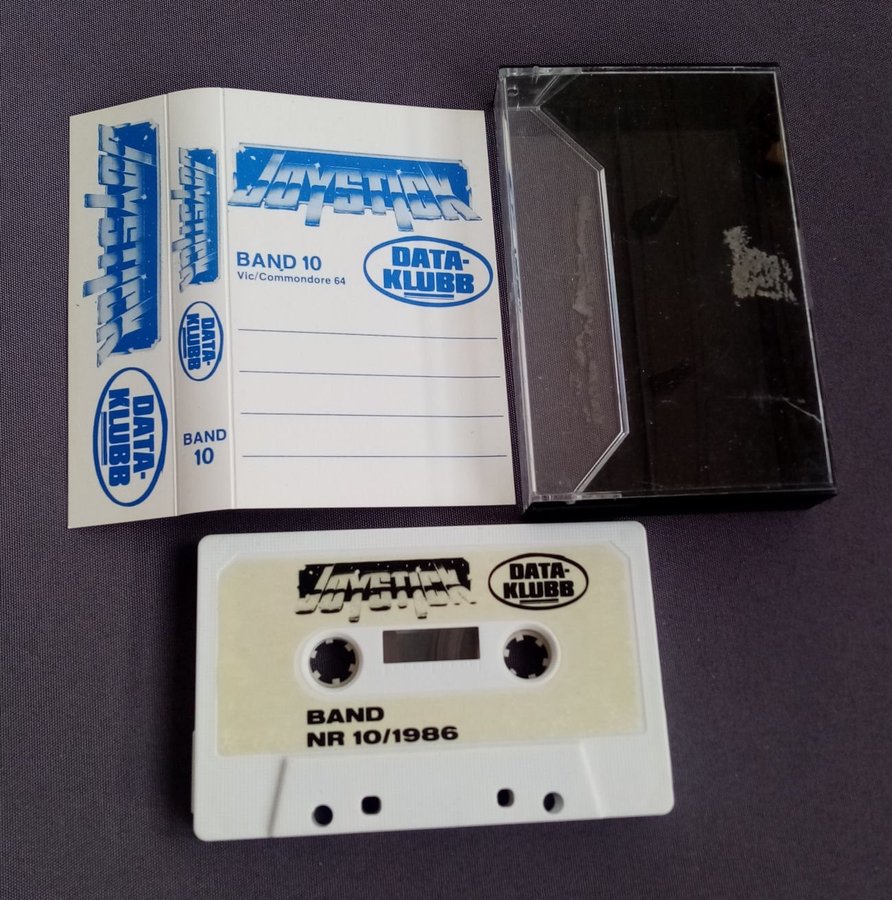 JOYSTICK
DATA-
KLUBB
JOYSTICK
DATA-
KLUBB
BAND
10
JOYSTICK
BAND 10
Vic/Commondore 64
DATA-
KLUBB
JOYSTICK
DATA-
KLUBB
BAND
NR 10/1986